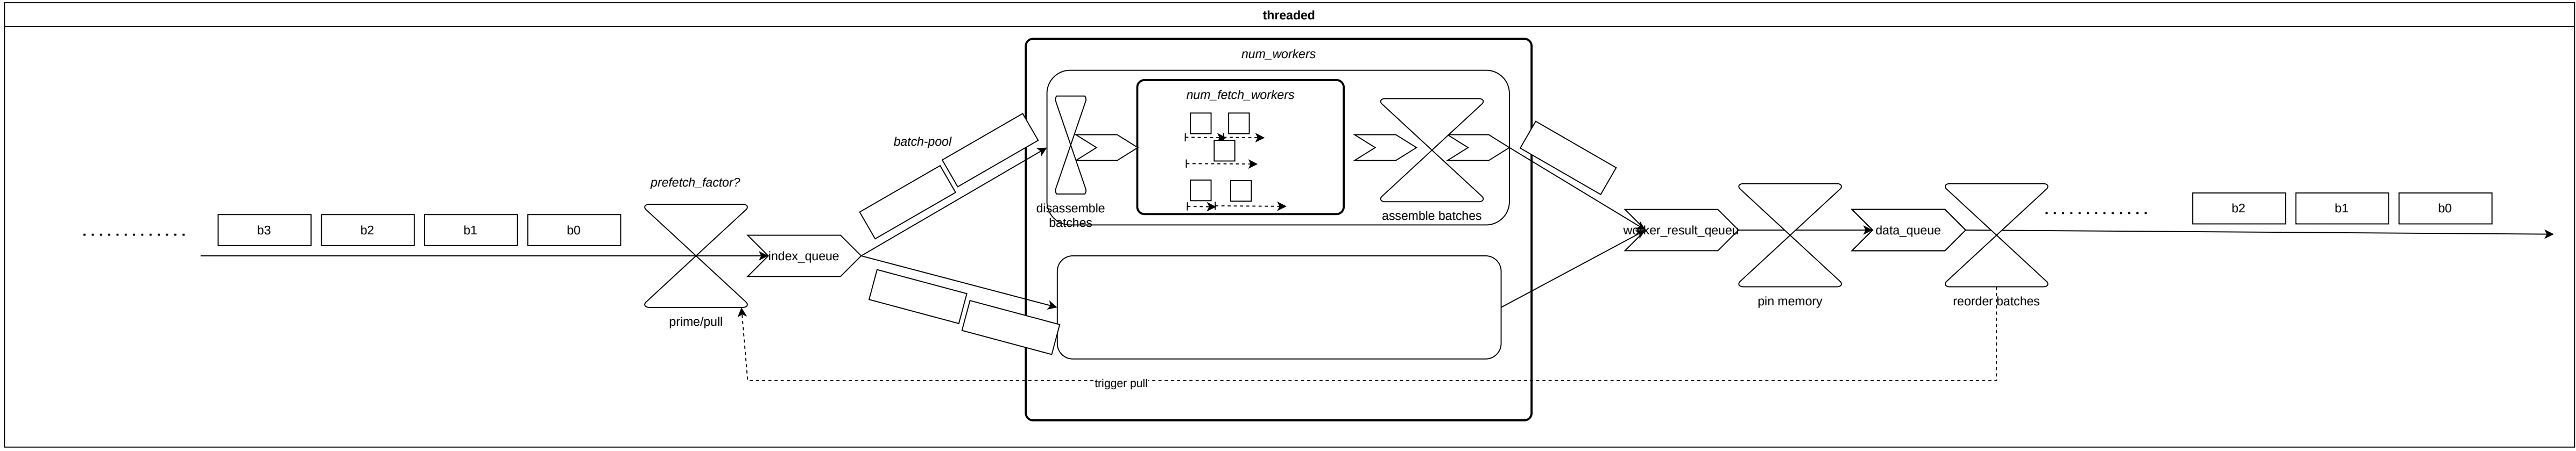 threaded
num_workers
num_fetch_workers
batch-pool
prefetch_factor?
disassemble
batches
assemble batches
b3
b2
b1
b0
index_queue
prime/pull
worker_result_qeueu
data_queue
pin memory
reorder batches
b2
b1
b0
trigger pull